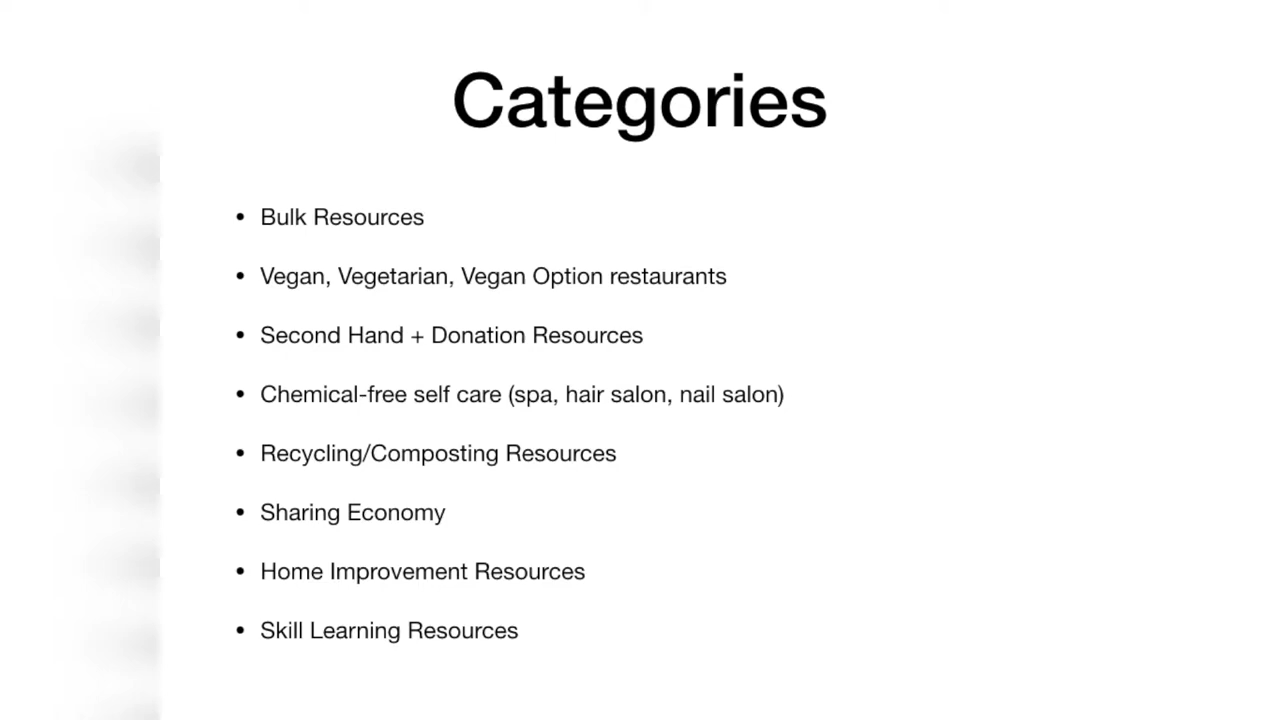 Categories
• Bulk Resources
• Vegan, Vegetarian, Vegan Option restaurants
• Second Hand + Donation Resources
• Chemical-free self care (spa, hair salon, nail salon)
• Recycling/Composting Resources
• Sharing Economy
• Home Improvement Resources
• Skill Learning Resources